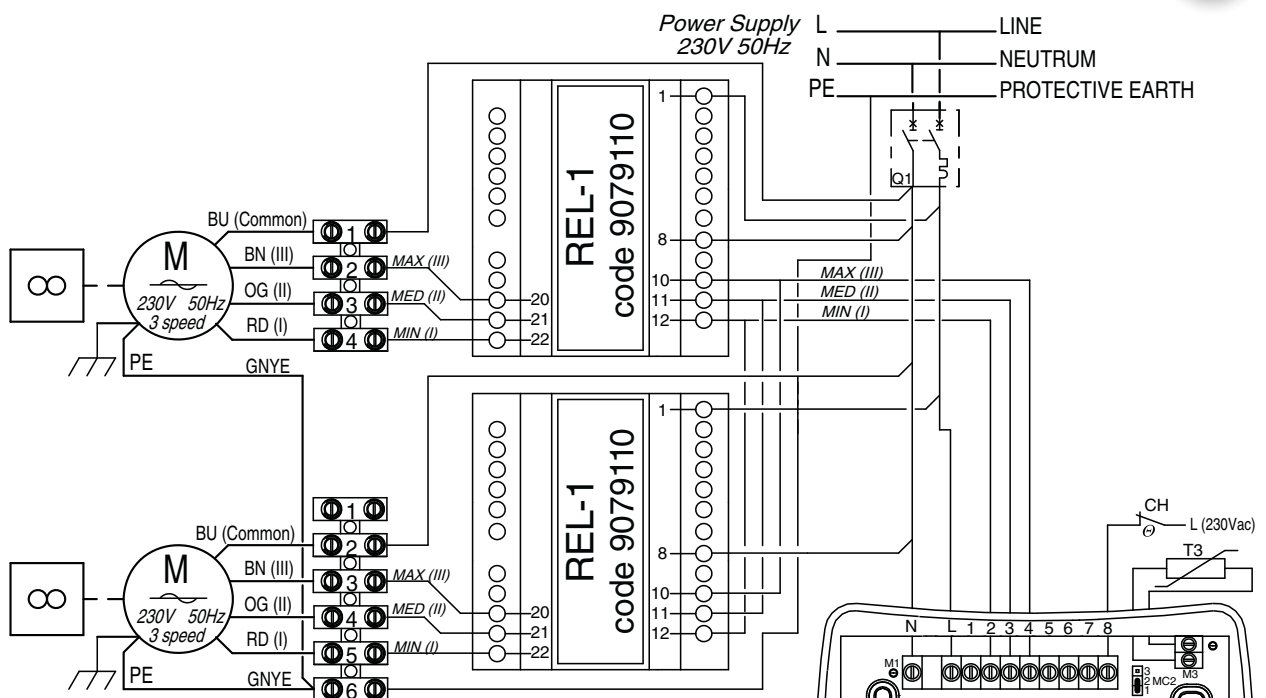 Power Supply
230V 50Hz
L
LINE
N
NEUTRUM
PE
PROTECTIVE EARTH
Q1
REL-1
code 9079110
1
8
10
11
12
20
21
22
MAX (III)
MED (II)
MIN (I)
BU (Common)
BN (III)
OG (II)
RD (I)
1
2
3
4
MAX (III)
MED (II)
MIN (I)
M
230V 50Hz
3 speed
PE
GNYE
REL-1
code 9079110
1
8
10
11
12
20
21
22
BU (Common)
BN (III)
OG (II)
RD (I)
1
2
3
4
5
6
MAX (III)
MED (II)
MIN (I)
M
230V 50Hz
3 speed
PE
GNYE
CH
L (230Vac)
T3
N L 1 2 3 4 5 6 7 8
M1
3
2
1
MC2
M3